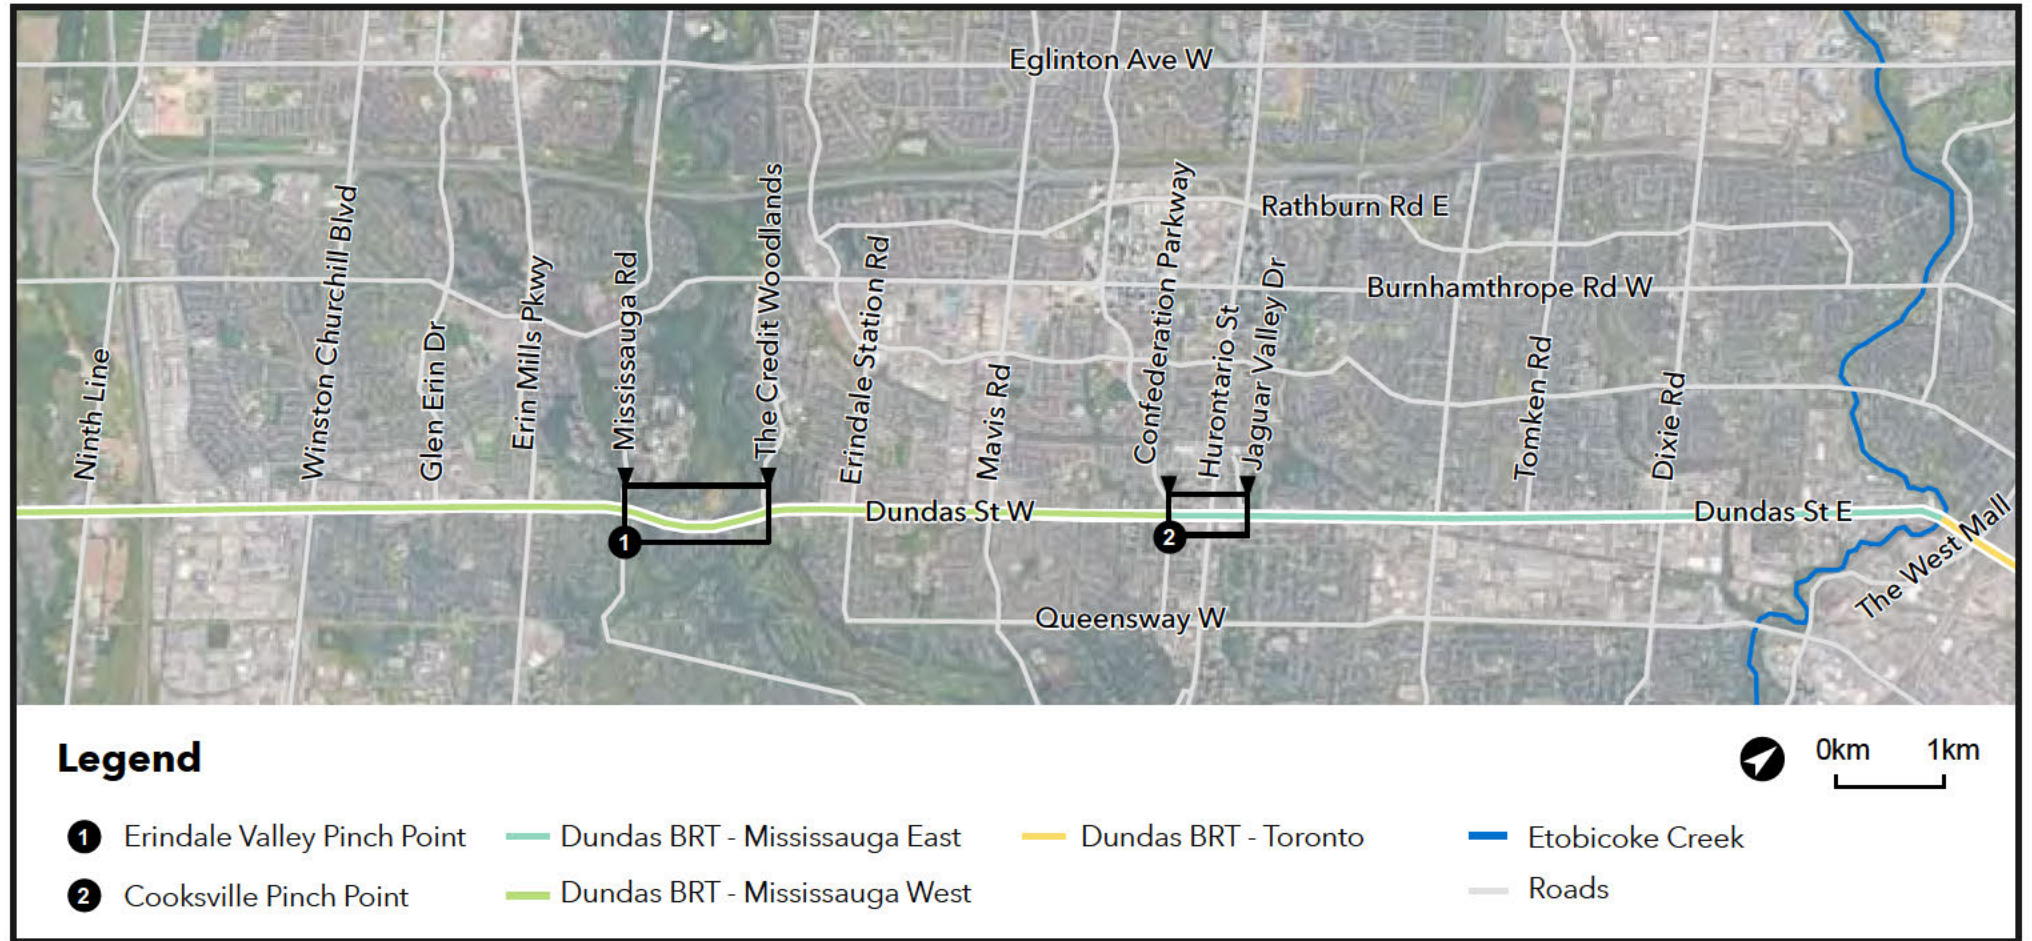 Eglinton Ave W
Rathburn Rd E
Burnhamthrope Rd W
Ninth Line
Winston Churchill Blvd
Glen Erin Dr
Erin Mills Pkwy
Mississauga Rd
The Credit Woodlands
Erindale Station Rd
Mavis Rd
Confederation Parkway
Hurontario St
Jaguar Valley Dr
Tomken Rd
Dixie Rd
Dundas St W
Dundas St E
The West Mall
1
2
Queensway W
Legend
0km 1km
1 Erindale Valley Pinch Point
2 Cooksville Pinch Point
Dundas BRT - Mississauga East
Dundas BRT - Mississauga West
Dundas BRT - Toronto
Etobicoke Creek
Roads